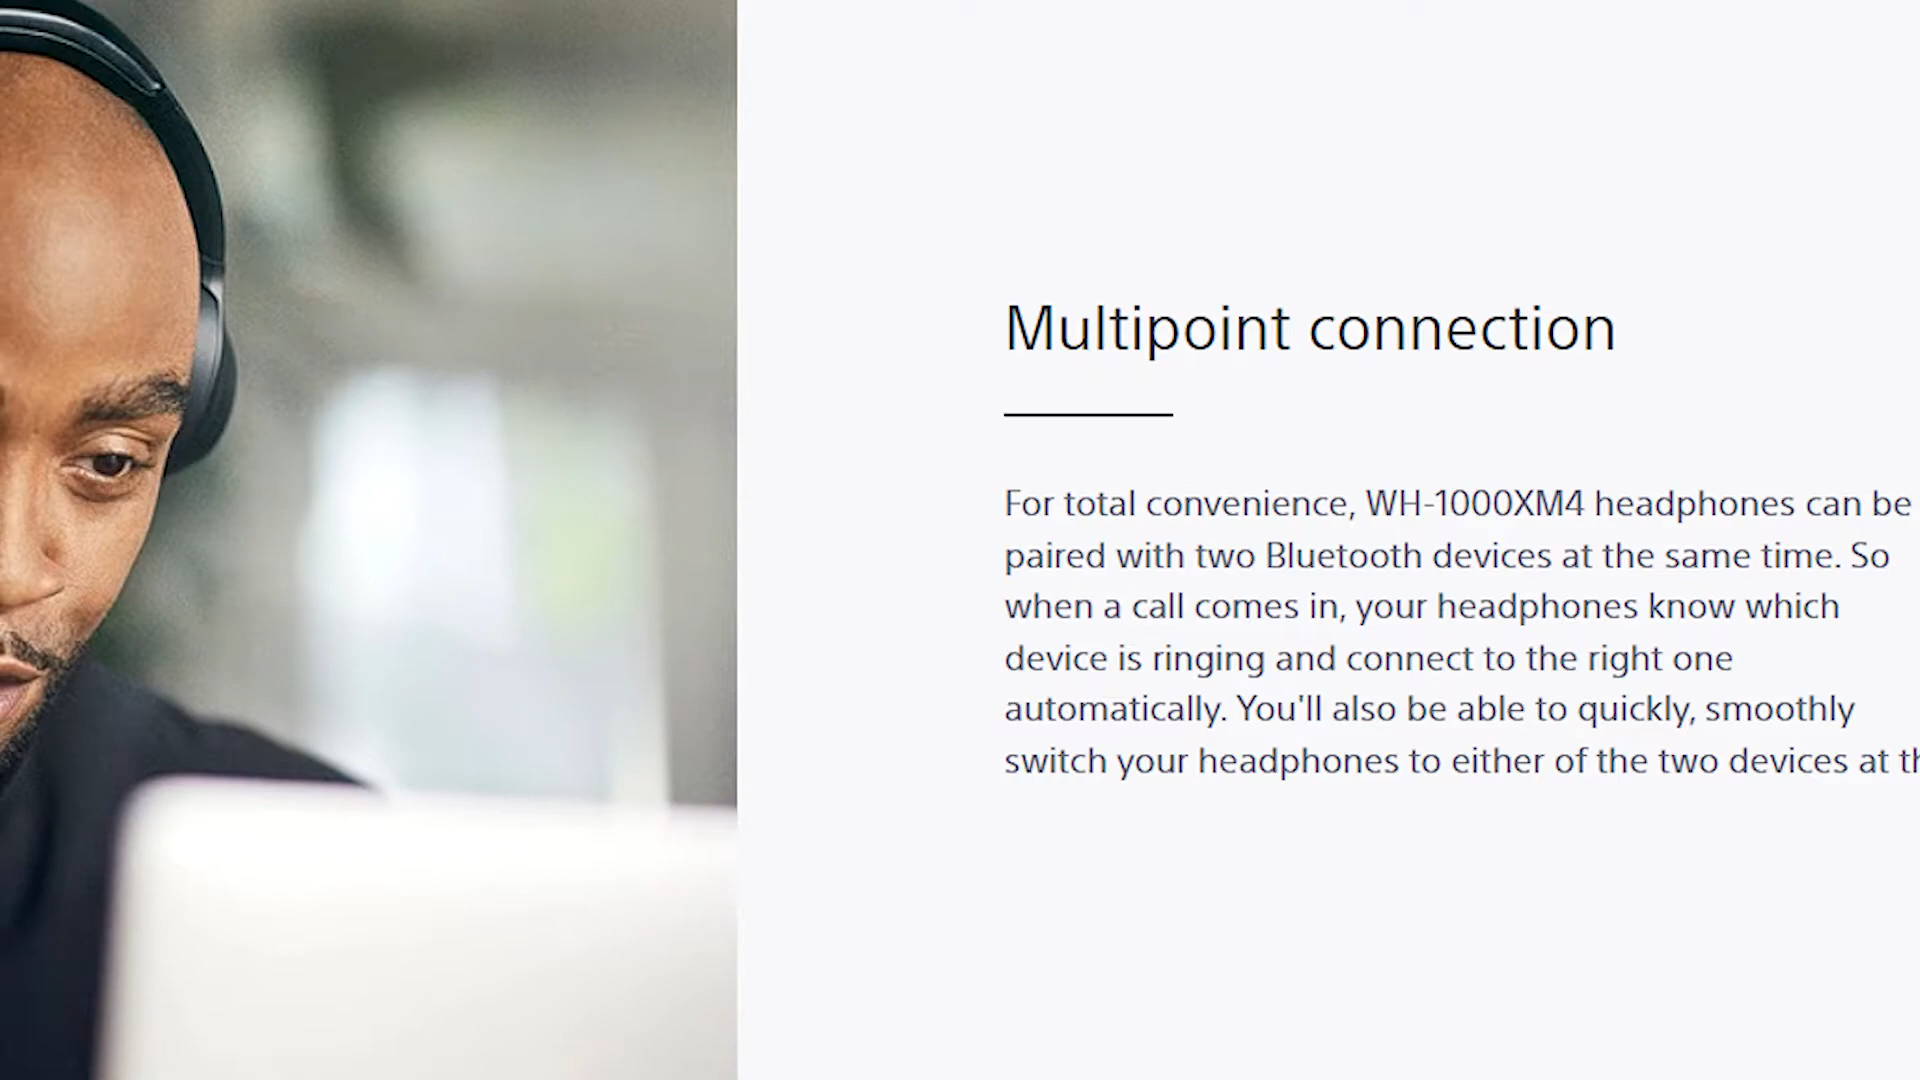 Multipoint connection
For total convenience, WH-1000XM4 headphones can be
paired with two Bluetooth devices at the same time. So
when a call comes in, your headphones know which
device is ringing and connect to the right one
automatically. You'll also be able to quickly, smoothly
switch your headphones to either of the two devices at